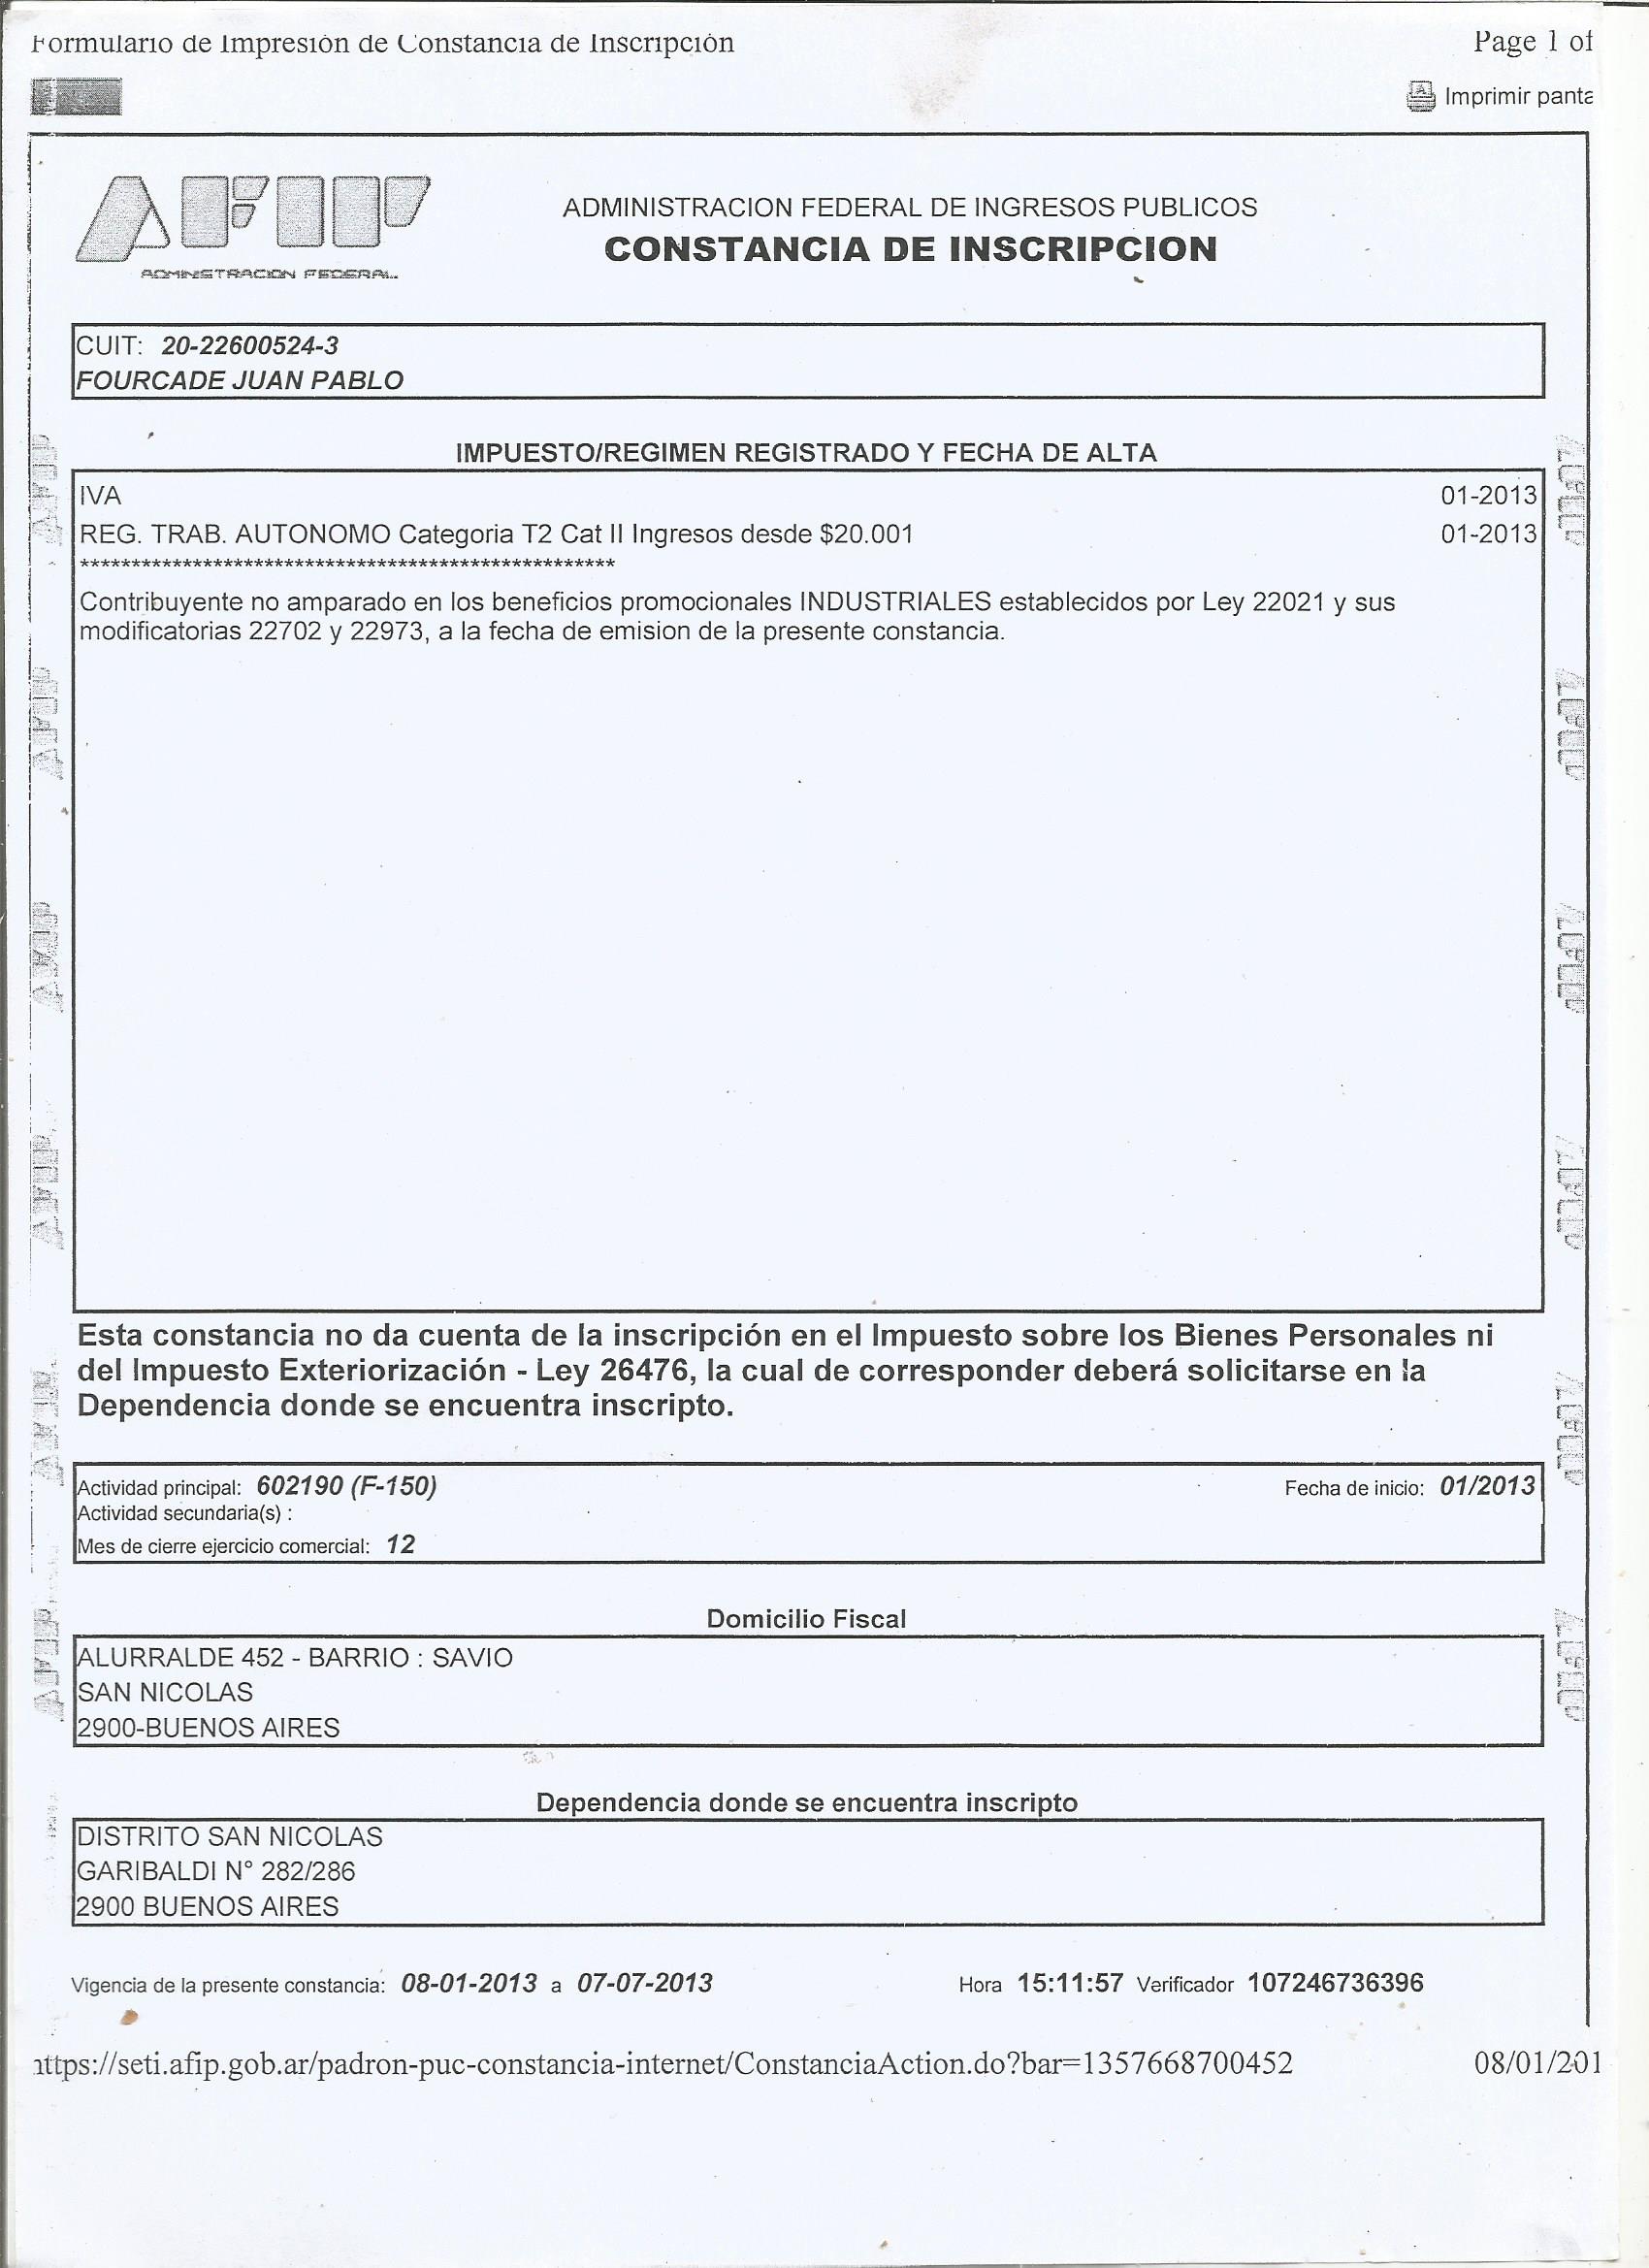 Formulario de Impresión de Constancia de Inscripción
Page 1 of
Imprimir panta
AFIP
ADMINISTRACION FEDERAL
ADMINISTRACION FEDERAL DE INGRESOS PUBLICOS
CONSTANCIA DE INSCRIPCION
CUIT: 20-22600524-3
FOURCADE JUAN PABLO
IMPUESTO/REGIMEN REGISTRADO Y FECHA DE ALTA
IVA 01-2013
REG. TRAB. AUTONOMO Categoria T2 Cat II Ingresos desde $20.001 01-2013
****************************************************
Contribuyente no amparado en los beneficios promocionales INDUSTRIALES establecidos por Ley 22021 y sus
modificatorias 22702 y 22973, a la fecha de emision de la presente constancia.
Esta constancia no da cuenta de la inscripción en el Impuesto sobre los Bienes Personales ni
del Impuesto Exteriorización - Ley 26476, la cual de corresponder deberá solicitarse en la
Dependencia donde se encuentra inscripto.
Actividad principal: 602190 (F-150) Fecha de inicio: 01/2013
Actividad secundaria(s) :
Mes de cierre ejercicio comercial: 12
Domicilio Fiscal
ALURRALDE 452 - BARRIO : SAVIO
SAN NICOLAS
2900-BUENOS AIRES
Dependencia donde se encuentra inscripto
DISTRITO SAN NICOLAS
GARIBALDI N° 282/286
2900 BUENOS AIRES
Vigencia de la presente constancia: 08-01-2013 a 07-07-2013 Hora 15:11:57 Verificador 107246736396
ttps://seti.afip.gob.ar/padron-puc-constancia-internet/ConstanciaAction.do?bar=1357668700452 08/01/201